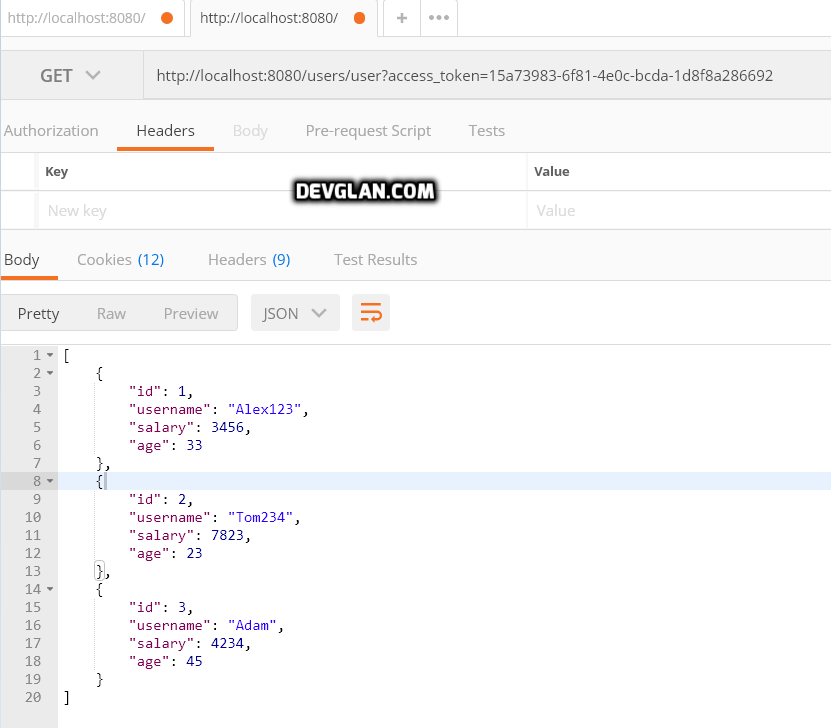 http://localhost:8080/ http://localhost:8080/ + •••
GET http://localhost:8080/users/user?access_token=15a73983-6f81-4e0c-bcda-1d8f8a286692
Authorization Headers Body Pre-request Script Tests
Key Value
DEVGLAN.COM
New key Value
Body Cookies (12) Headers (9) Test Results
Pretty Raw Preview JSON
1 [
2 {
3 "id": 1,
4 "username": "Alex123",
5 "salary": 3456,
6 "age": 33
7 },
8 {
9 "id": 2,
10 "username": "Tom234",
11 "salary": 7823,
12 "age": 23
13 },
14 {
15 "id": 3,
16 "username": "Adam",
17 "salary": 4234,
18 "age": 45
19 }
20 ]